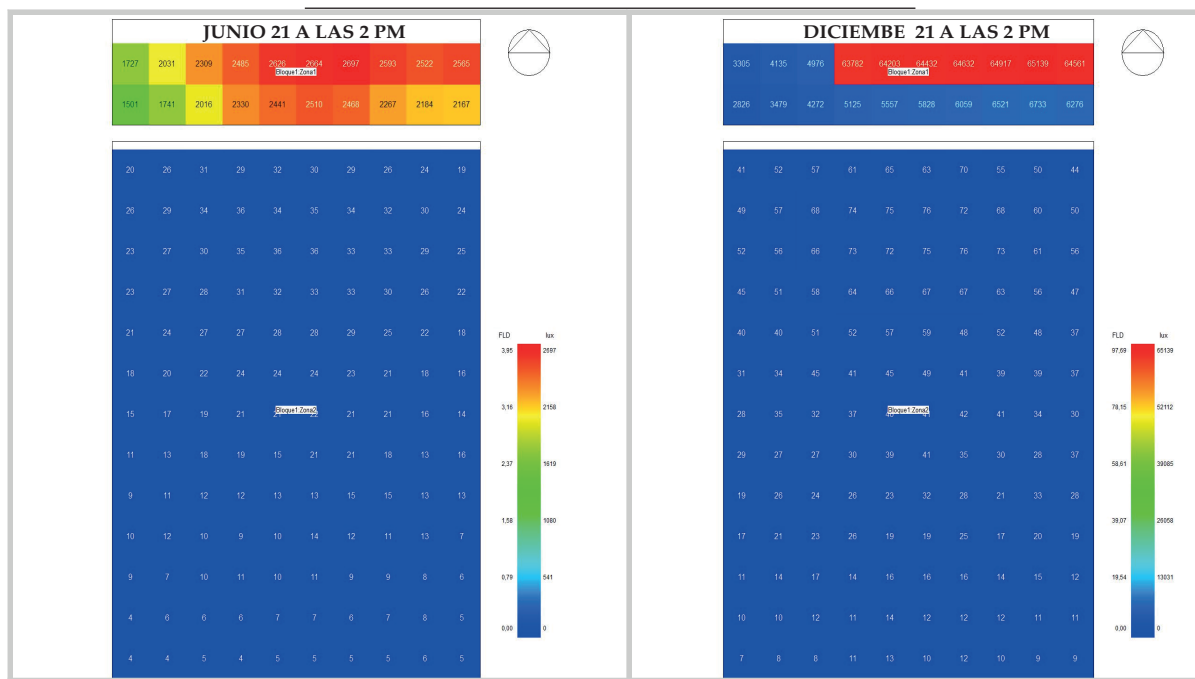 JUNIO 21 A LAS 2 PM
1727 2031 2309 2485 2626 2664 2697 2593 2522 2565
Bloque1 Zona1
1501 1741 2016 2330 2441 2510 2468 2267 2184 2167
20 26 31 29 32 30 29 26 24 19
26 29 34 36 34 35 34 32 30 24
23 27 30 35 36 36 33 33 29 25
23 27 28 31 32 33 33 30 26 22
21 24 27 27 28 28 29 25 22 18
18 20 22 24 24 24 23 21 18 16
15 17 19 21 22 21 21 16 14
Bloque1 Zona2
11 13 18 19 15 21 21 18 13 16
9 11 12 12 13 13 15 15 13 13
10 12 10 9 10 14 12 11 13 7
9 7 10 11 10 11 9 9 8 6
4 6 6 6 7 7 6 7 8 5
4 4 5 4 5 5 5 5 6 5
FLD lux
3,95 2697
3,16 2158
2,37 1619
1,58 1080
0,79 541
0,00 0
DICIEMBRE 21 A LAS 2 PM
3305 4135 4976 63782 64203 64432 64632 64917 65139 64561
Bloque1 Zona1
2826 3479 4272 5125 5557 5828 6059 6521 6733 6276
41 52 57 61 65 63 70 55 50 44
49 57 68 74 75 76 72 68 60 50
52 66 66 73 72 75 76 73 61 56
45 51 58 64 66 67 67 63 56 47
40 40 51 52 57 59 48 52 48 37
31 34 45 41 45 49 41 39 39 37
28 35 32 37 42 41 34 30
Bloque1 Zona2
29 27 27 30 39 41 35 30 28 37
19 26 24 26 23 32 28 21 33 28
17 21 23 26 19 19 25 17 20 19
11 14 17 14 16 16 16 14 15 12
10 10 12 11 14 12 12 12 11 11
7 8 8 11 13 10 12 10 9 9
FLD lux
97,69 65139
78,15 52112
58,61 39085
39,07 26058
19,54 13031
0,00 0